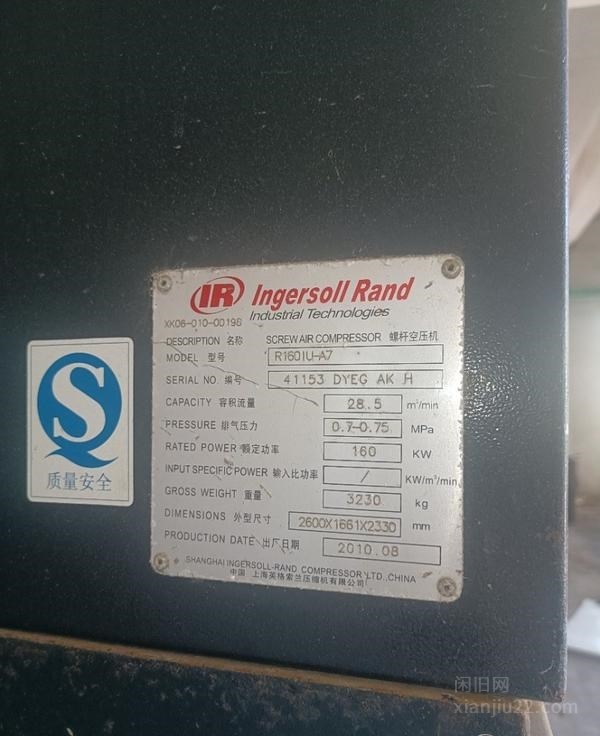 IR Ingersoll Rand
Industrial Technologies
XK06-010-00198
DESCRIPTION 名称 SCREW AIR COMPRESSOR 螺杆空压机
MODEL 型号 R160IU-A7
SERIAL NO. 编号 41153 DYEG AK H
CAPACITY 容积流量 28.5 m³/min
PRESSURE 排气压力 0.7-0.75 MPa
RATED POWER 额定功率 160 KW
INPUT SPECIFIC POWER 输入比功率 / KW/m³/min
GROSS WEIGHT 重量 3230 kg
DIMENSIONS 外型尺寸 2600X1661X2330 mm
PRODUCTION DATE 出厂日期 2010.08
SHANGHAI INGERSOLL-RAND COMPRESSOR LTD.,CHINA
中国 上海英格索兰压缩机有限公司
S
质量安全
闲旧网
xianjiu22.com